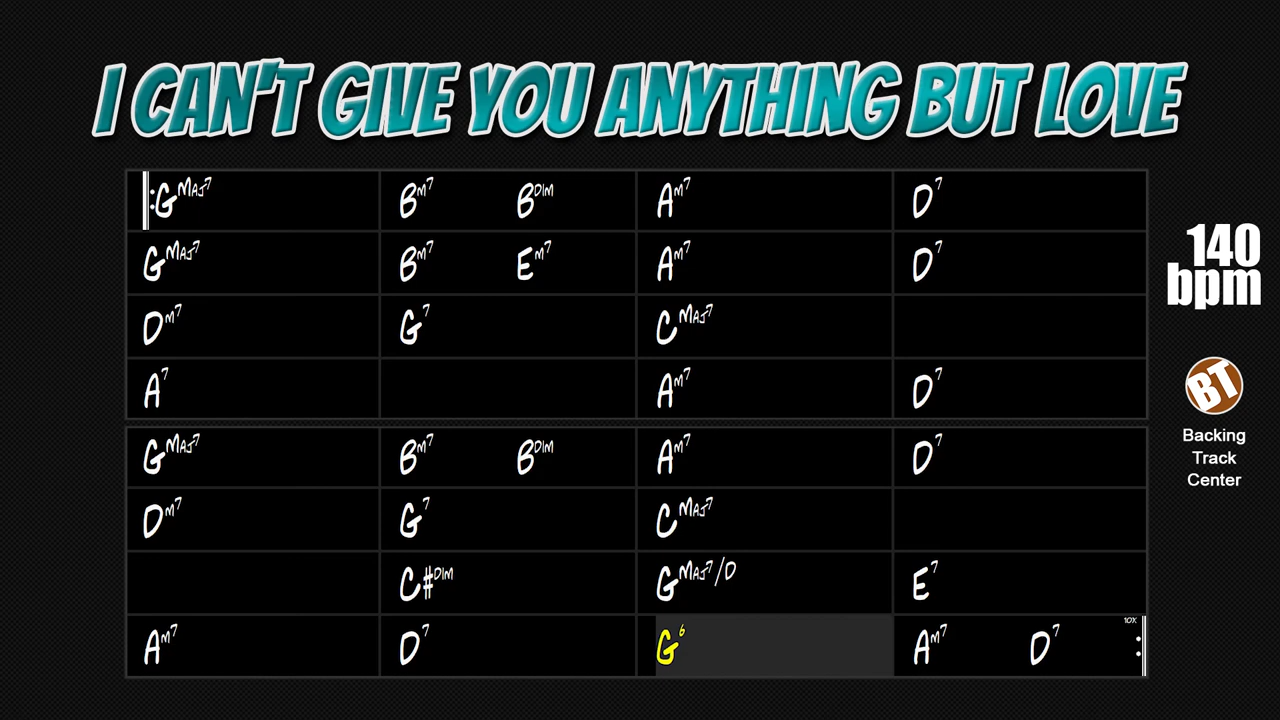 I CAN'T GIVE YOU ANYTHING BUT LOVE
GMaj7 Bm7 BDIM Am7 D7
GMaj7 Bm7 Em7 Am7 D7
Dm7 G7 CMaj7
A7 Am7 D7
GMaj7 Bm7 BDIM Am7 D7
Dm7 G7 CMaj7
C#DIM GMaj7/D E7
Am7 D7 G6 Am7 D7
10X
140
bpm
BT
Backing
Track
Center